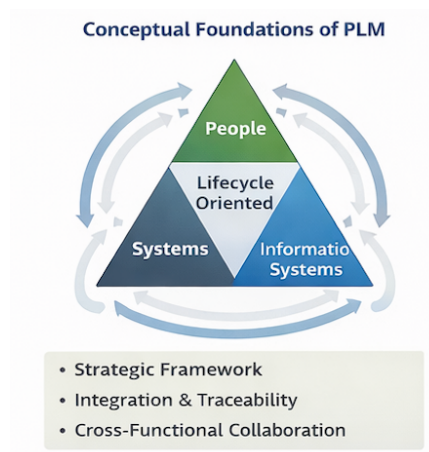 Conceptual Foundations of PLM
People
Lifecycle
Oriented
Systems
Informatio
Systems
• Strategic Framework
• Integration & Traceability
• Cross-Functional Collaboration